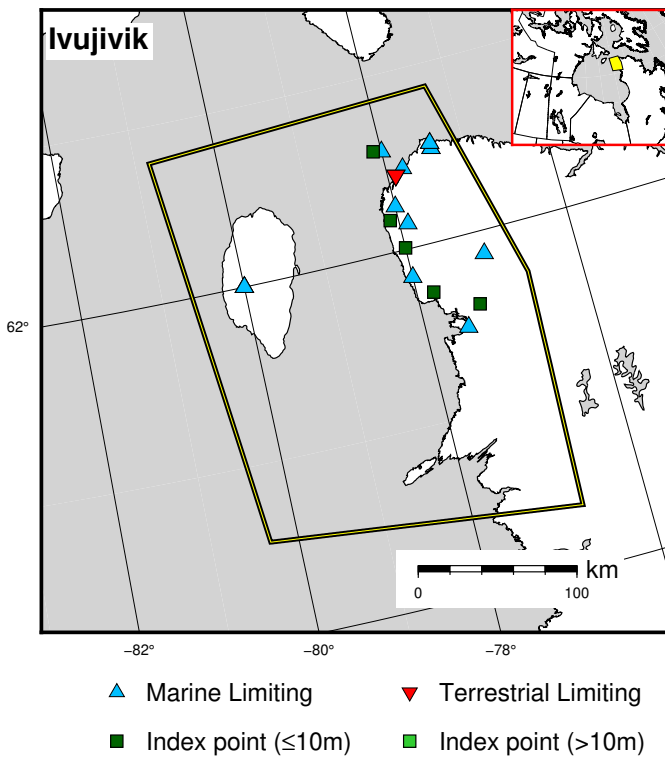 Ivujivik
62°
km
0 100
−82° −80° −78°
Marine Limiting Terrestrial Limiting
Index point (≤10m) Index point (>10m)